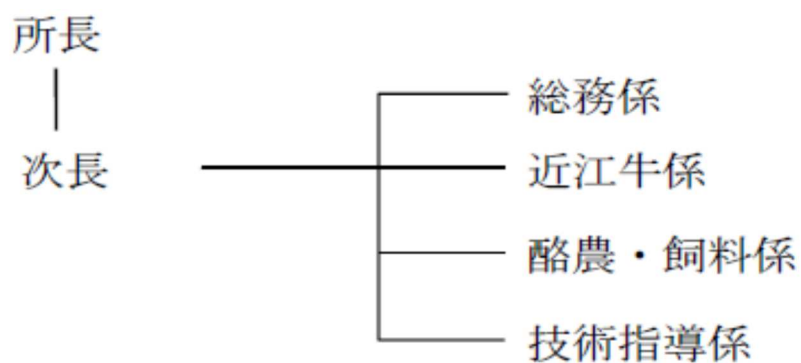 所長
次長
総務係
近江牛係
酪農・飼料係
技術指導係